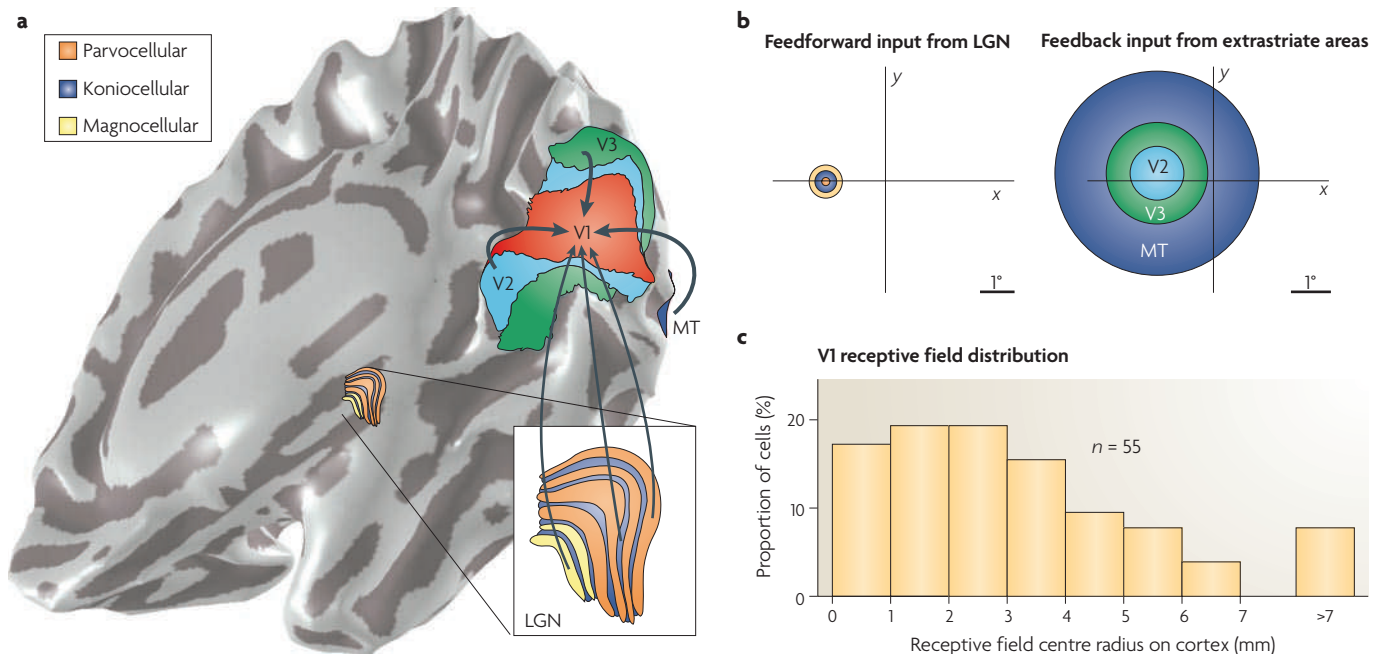 a
Parvocellular
Koniocellular
Magnocellular
V3
V1
V2
MT
LGN
b
Feedforward input from LGN
y
x
1°
Feedback input from extrastriate areas
y
V2
x
V3
MT
1°
c
V1 receptive field distribution
Proportion of cells (%)
20
10
0
n = 55
0 1 2 3 4 5 6 7 >7
Receptive field centre radius on cortex (mm)